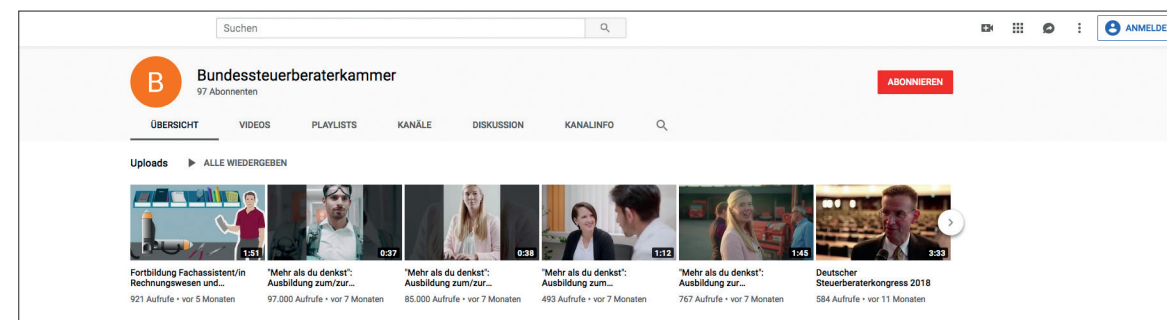 Suchen
ANMELDE
B
Bundessteuerberaterkammer
97 Abonnenten
ABONNIEREN
ÜBERSICHT VIDEOS PLAYLISTS KANÄLE DISKUSSION KANALINFO
Uploads ALLE WIEDERGEBEN
1:51 0:37 0:38 1:12 1:45 3:33
Fortbildung Fachassistent/in
Rechnungswesen und...
921 Aufrufe • vor 5 Monaten
"Mehr als du denkst":
Ausbildung zum/zur...
97.000 Aufrufe • vor 7 Monaten
"Mehr als du denkst":
Ausbildung zum/zur...
85.000 Aufrufe • vor 7 Monaten
"Mehr als du denkst":
Ausbildung zum...
493 Aufrufe • vor 7 Monaten
"Mehr als du denkst":
Ausbildung zur...
767 Aufrufe • vor 7 Monaten
Deutscher
Steuerberaterkongress 2018
584 Aufrufe • vor 11 Monaten